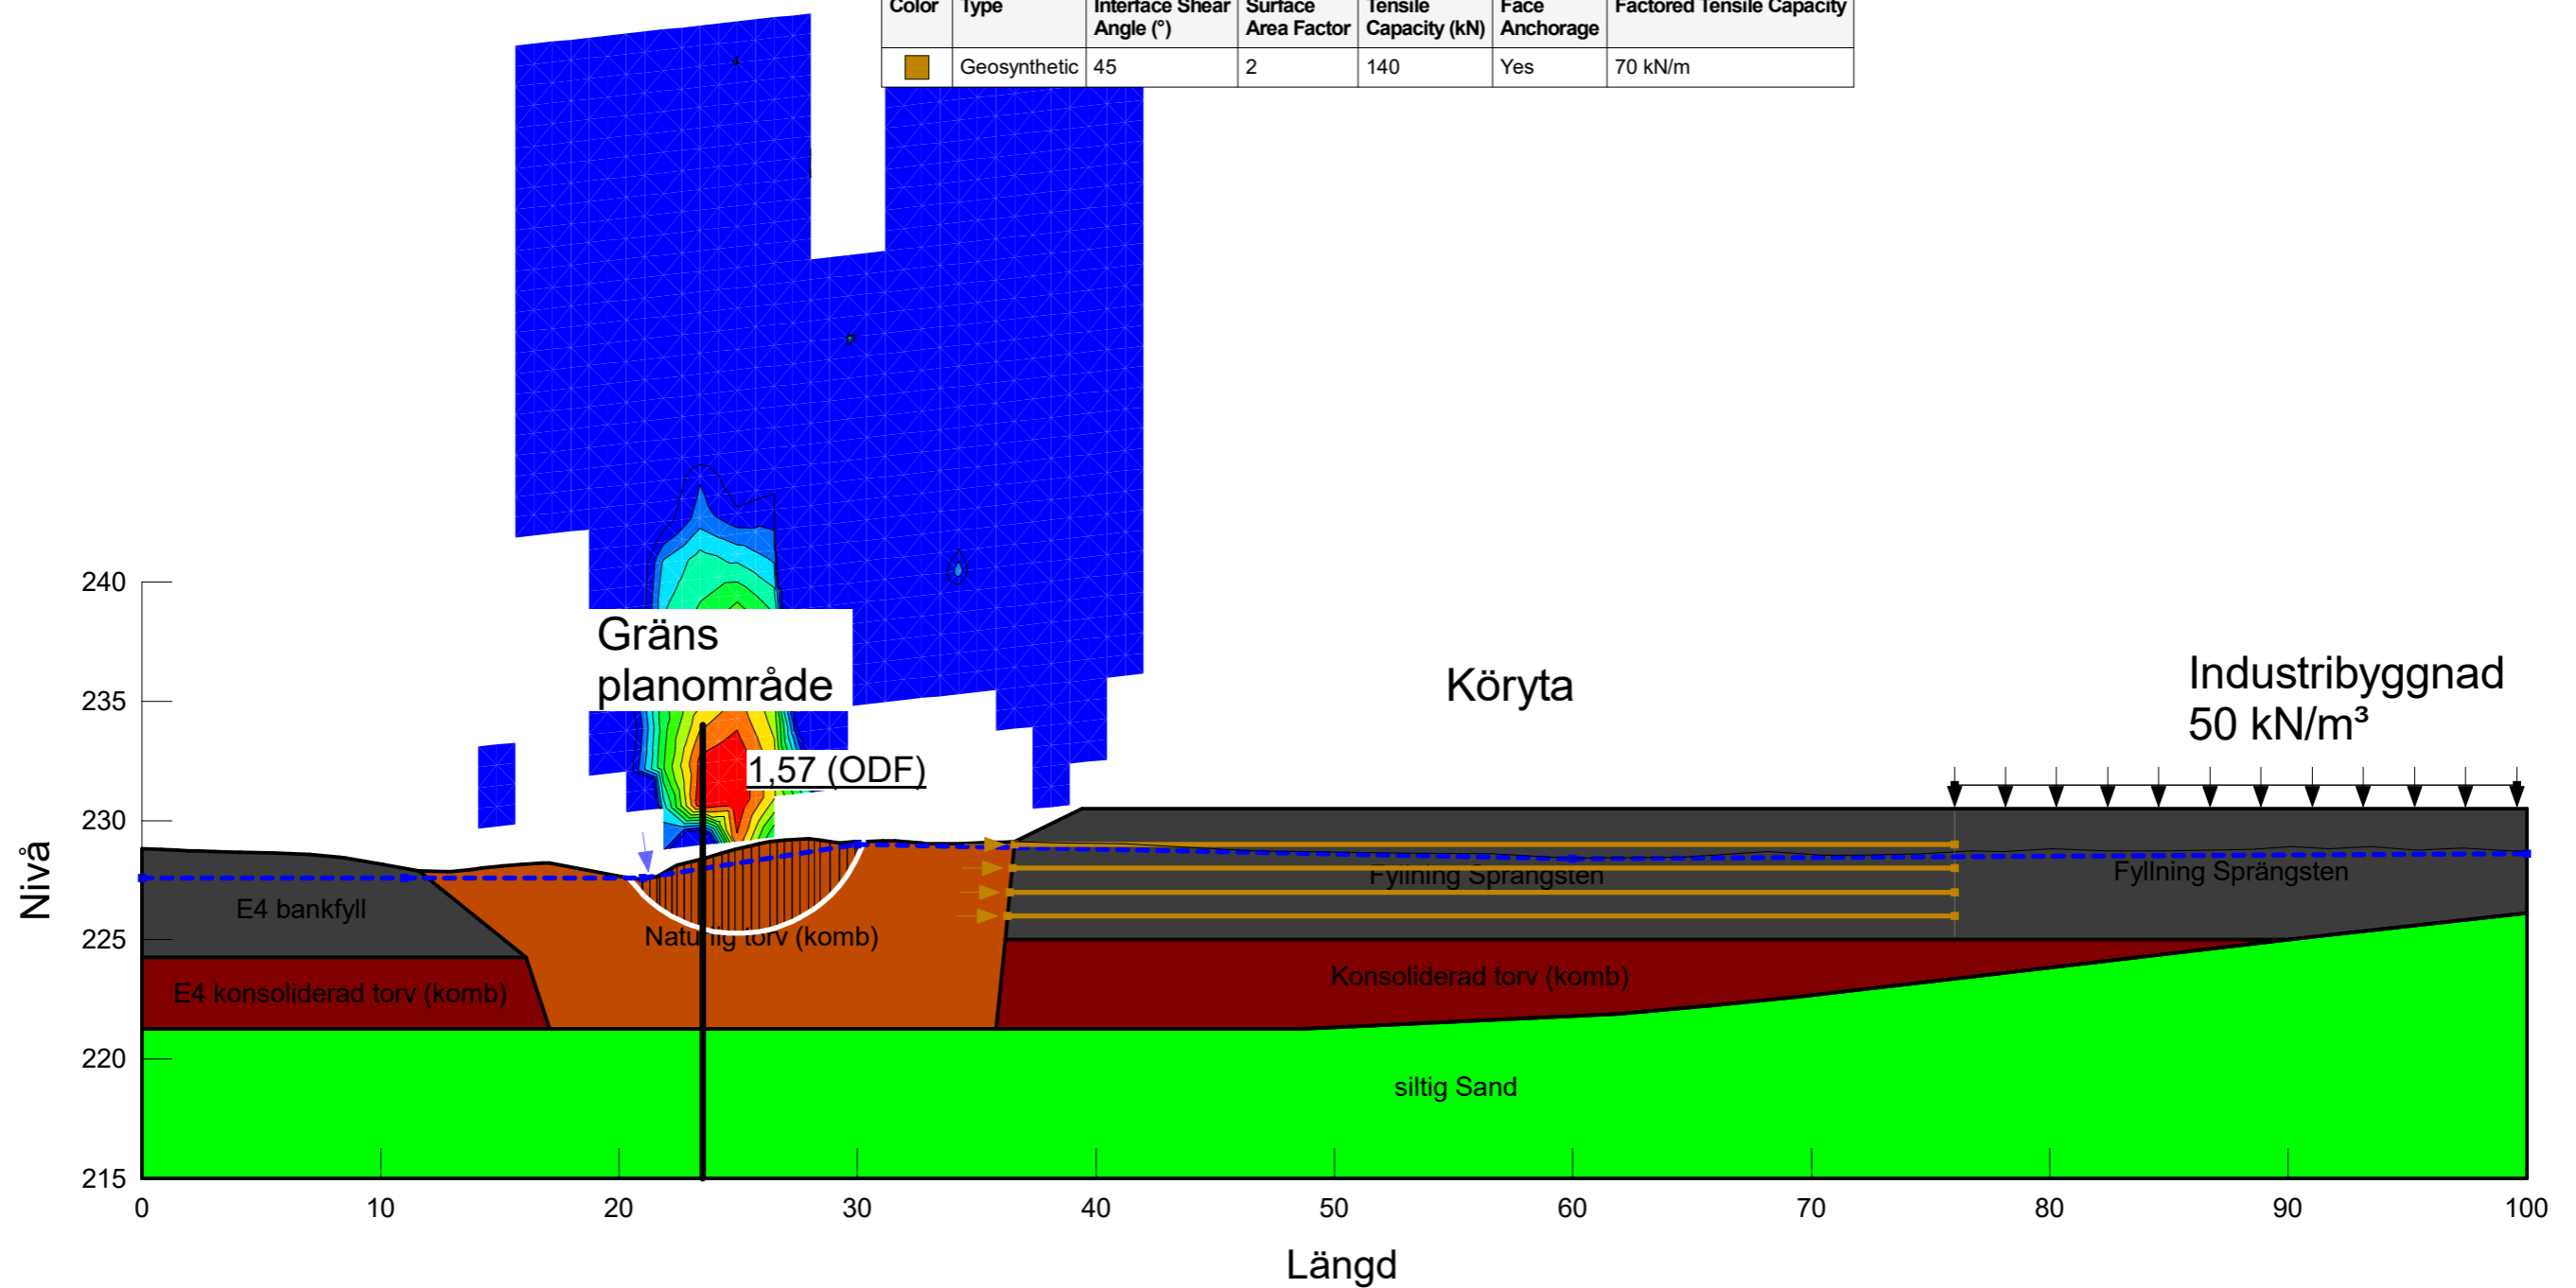 Color Type Interface Shear Surface Tensile Face Factored Tensile Capacity
Angle (°) Area Factor Capacity (kN) Anchorage
Geosynthetic 45 2 140 Yes 70 kN/m
240
Gräns
planområde
Köryta
Industribyggnad
50 kN/m³
235
1,57 (ODF)
230
Nivå
Fyllning Sprängsten
Fyllning Sprängsten
E4 bankfyll
225
Naturlig torv (komb)
Konsoliderad torv (komb)
E4 konsoliderad torv (komb)
220
siltig Sand
215
0 10 20 30 40 50 60 70 80 90 100
Längd